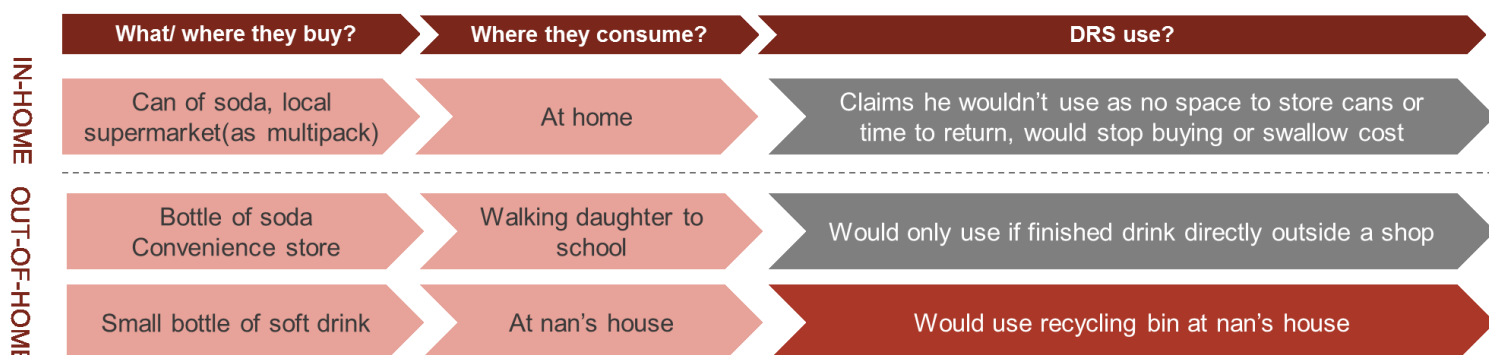 What/ where they buy?
Where they consume?
DRS use?
IN-HOME
Can of soda, local
supermarket(as multipack)
At home
Claims he wouldn't use as no space to store cans or
time to return, would stop buying or swallow cost
OUT-OF-HOME
Bottle of soda
Convenience store
Walking daughter to
school
Would only use if finished drink directly outside a shop
Small bottle of soft drink
At nan's house
Would use recycling bin at nan's house